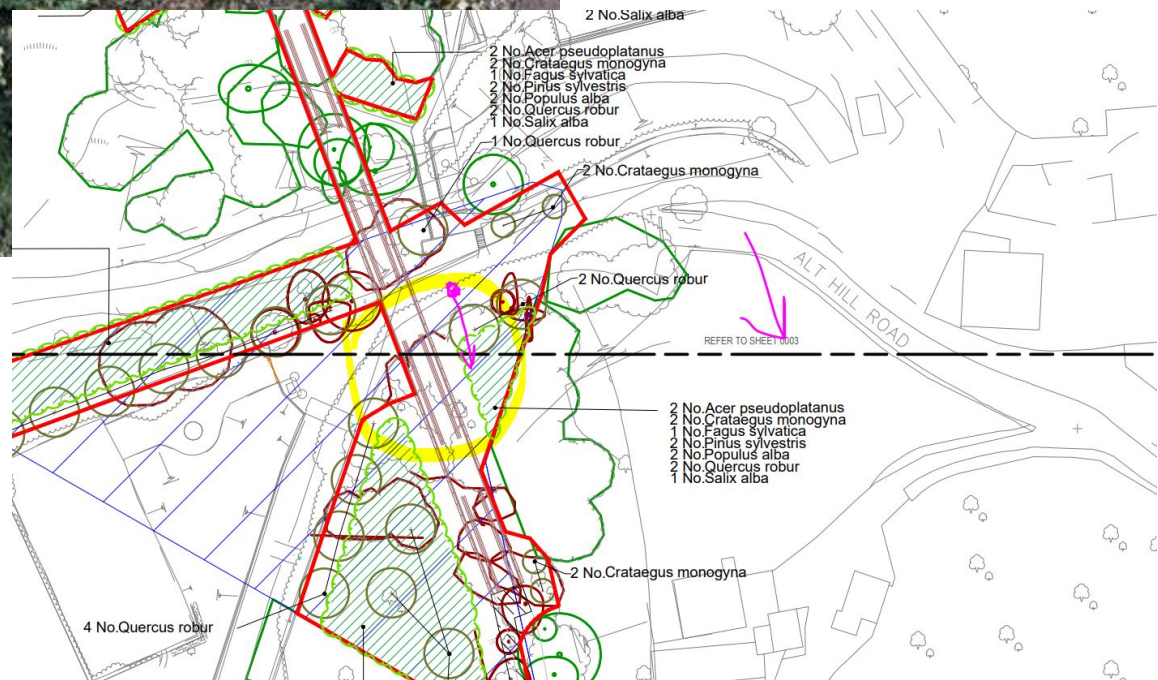 2 No.Salix alba
2 No.Acer pseudoplatanus
2 No.Crataegus monogyna
1 No.Fagus sylvatica
2 No.Pinus sylvestris
2 No.Populus alba
2 No.Quercus robur
1 No.Salix alba
1 No.Quercus robur
2 No.Crataegus monogyna
2 No.Quercus robur
ALT HILL ROAD
REFER TO SHEET 0003
2 No.Acer pseudoplatanus
2 No.Crataegus monogyna
1 No.Fagus sylvatica
2 No.Pinus sylvestris
2 No.Populus alba
2 No.Quercus robur
1 No.Salix alba
2 No.Crataegus monogyna
4 No.Quercus robur